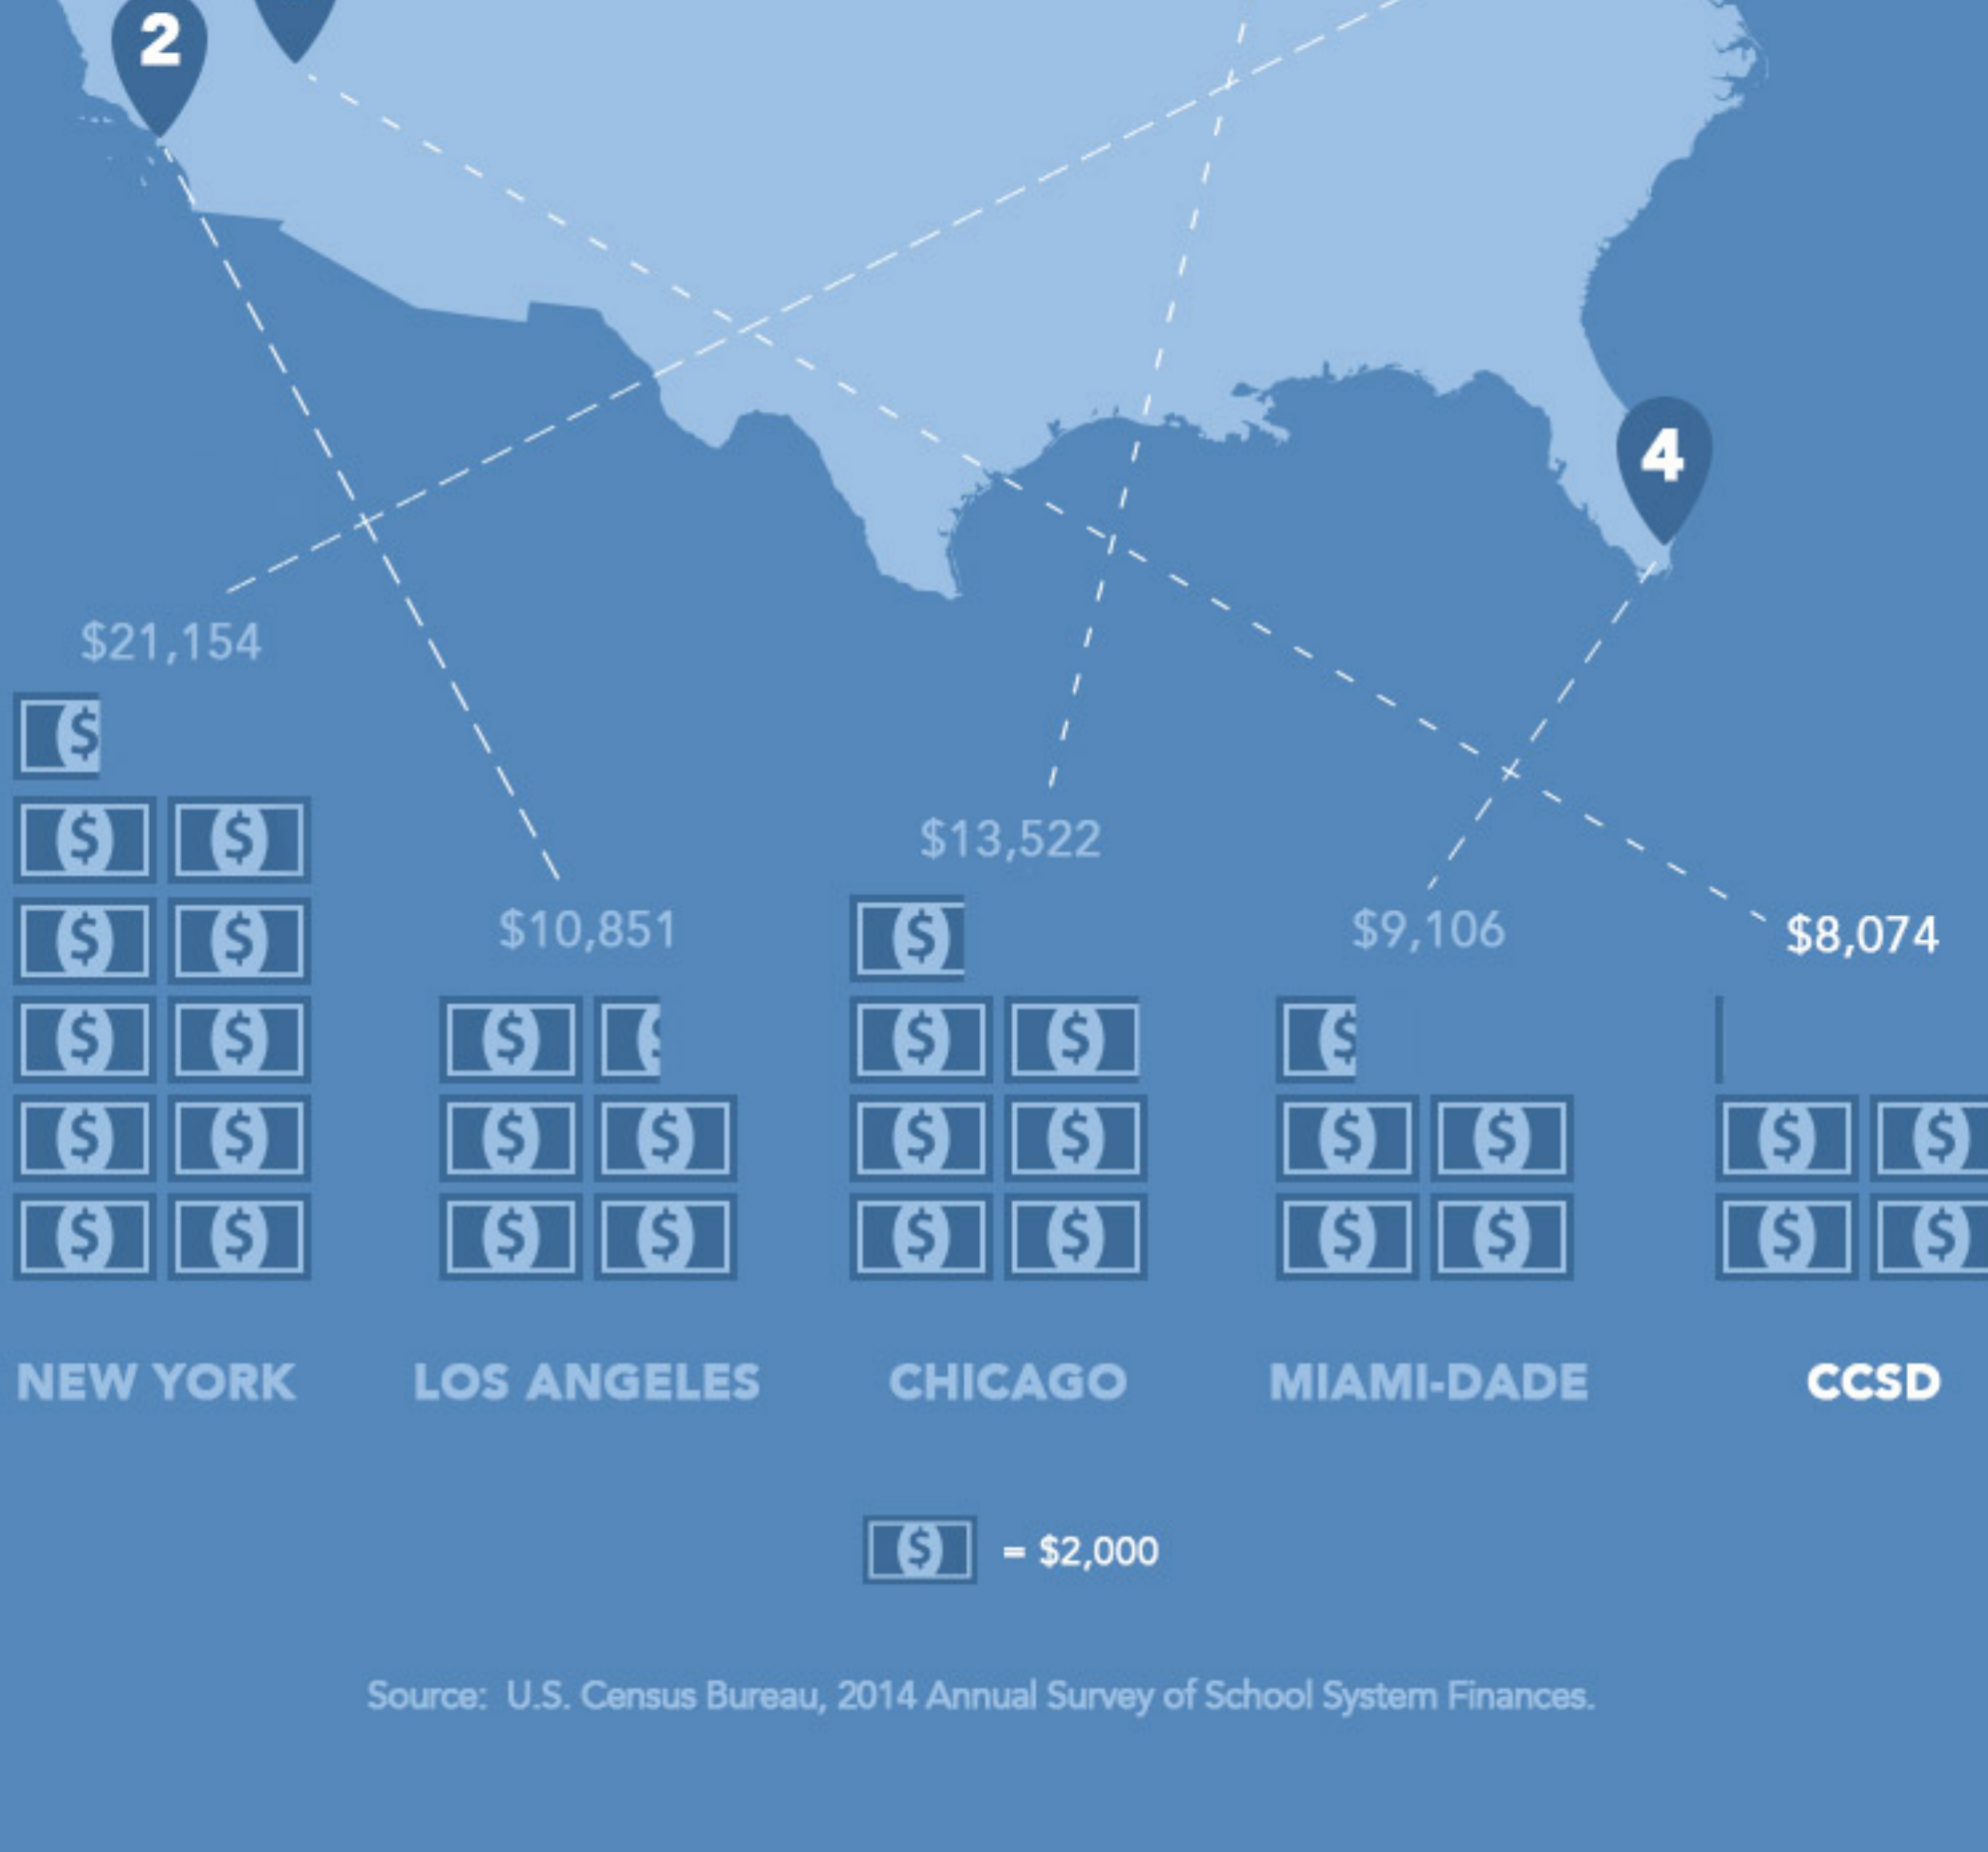 2
4
$21,154
$13,522
$10,851
$9,106
$8,074
NEW YORK
LOS ANGELES
CHICAGO
MIAMI-DADE
CCSD
= $2,000
Source: U.S. Census Bureau, 2014 Annual Survey of School System Finances.